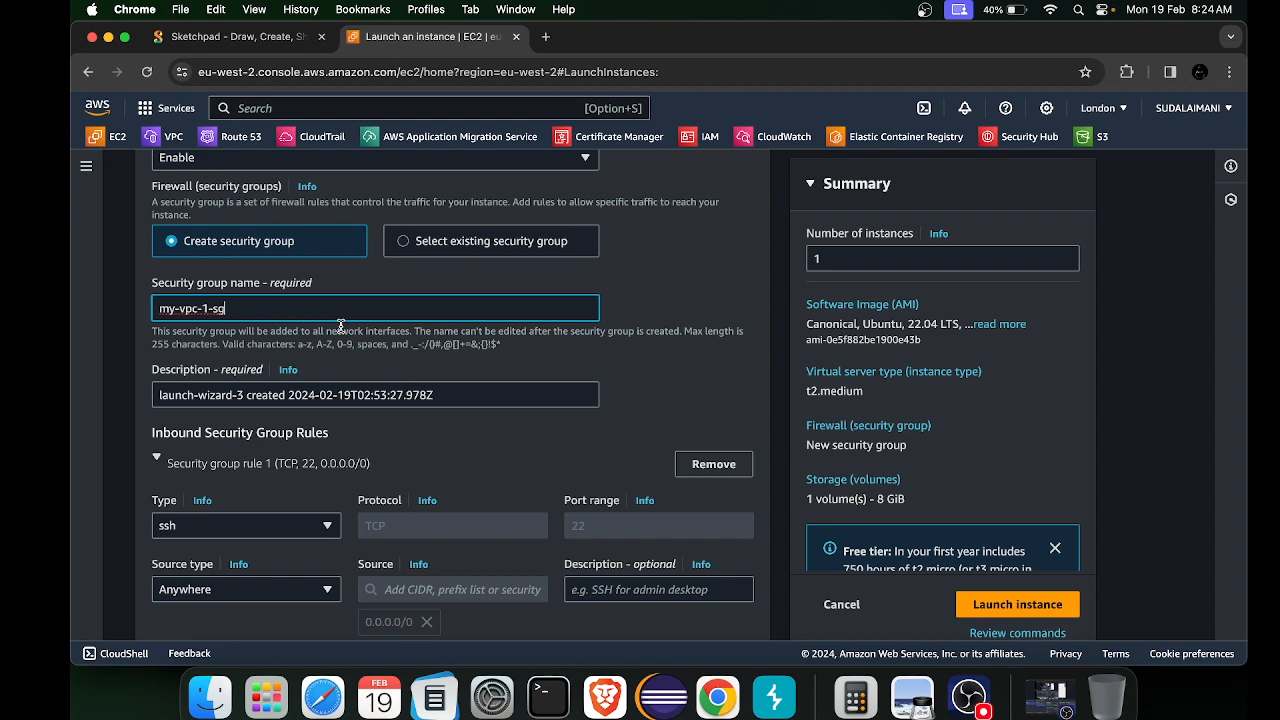 Chrome File Edit View History Bookmarks Profiles Tab Window Help 40% Mon 19 Feb 8:24AM
Sketchpad - Draw, Create, Sh Launch an instance | EC2 | eu
eu-west-2.console.aws.amazon.com/ec2/home?region=eu-west-2#LaunchInstances:
aws Services Search [Option+S] London SUDALAIMANI
EC2 VPC Route 53 CloudTrail AWS Application Migration Service Certificate Manager IAM CloudWatch Elastic Container Registry Security Hub S3
Enable
Firewall (security groups) Info
A security group is a set of firewall rules that control the traffic for your instance. Add rules to allow specific traffic to reach your
instance.
Create security group Select existing security group
Security group name - required
my-vpc-1-sg
This security group will be added to all network interfaces. The name can't be edited after the security group is created. Max length is
255 characters. Valid characters: a-z, A-Z, 0-9, spaces, and ._-:/()#,@[]+=&;{}!$*
Description - required Info
launch-wizard-3 created 2024-02-19T02:53:27.978Z
Inbound Security Group Rules
Security group rule 1 (TCP, 22, 0.0.0.0/0) Remove
Type Info Protocol Info Port range Info
ssh TCP 22
Source type Info Source Info Description - optional Info
Anywhere Add CIDR, prefix list or security e.g. SSH for admin desktop
0.0.0.0/0
Summary
Number of instances Info
1
Software Image (AMI)
Canonical, Ubuntu, 22.04 LTS, ...read more
ami-0e5f882be1900e43b
Virtual server type (instance type)
t2.medium
Firewall (security group)
New security group
Storage (volumes)
1 volume(s) - 8 GiB
Free tier: In your first year includes
750 hours of t2.micro (or t3.micro in
Cancel Launch instance
Review commands
CloudShell Feedback © 2024, Amazon Web Services, Inc. or its affiliates. Privacy Terms Cookie preferences
FEB
19